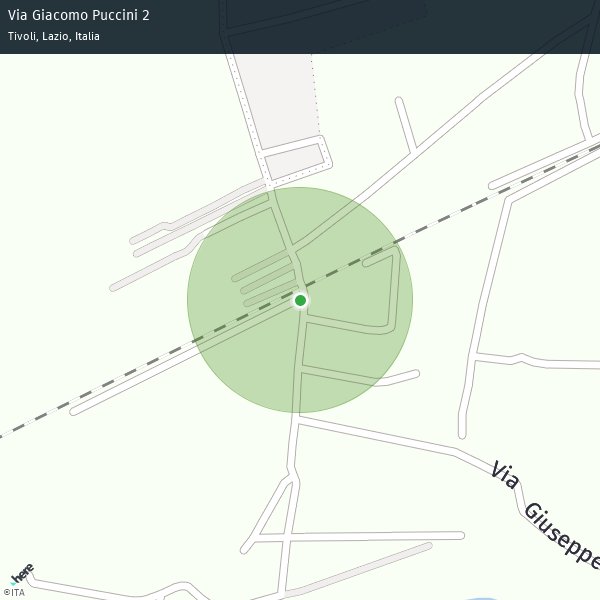 Via Giacomo Puccini 2
Tivoli, Lazio, Italia
Via Giuseppe
here
©ITA